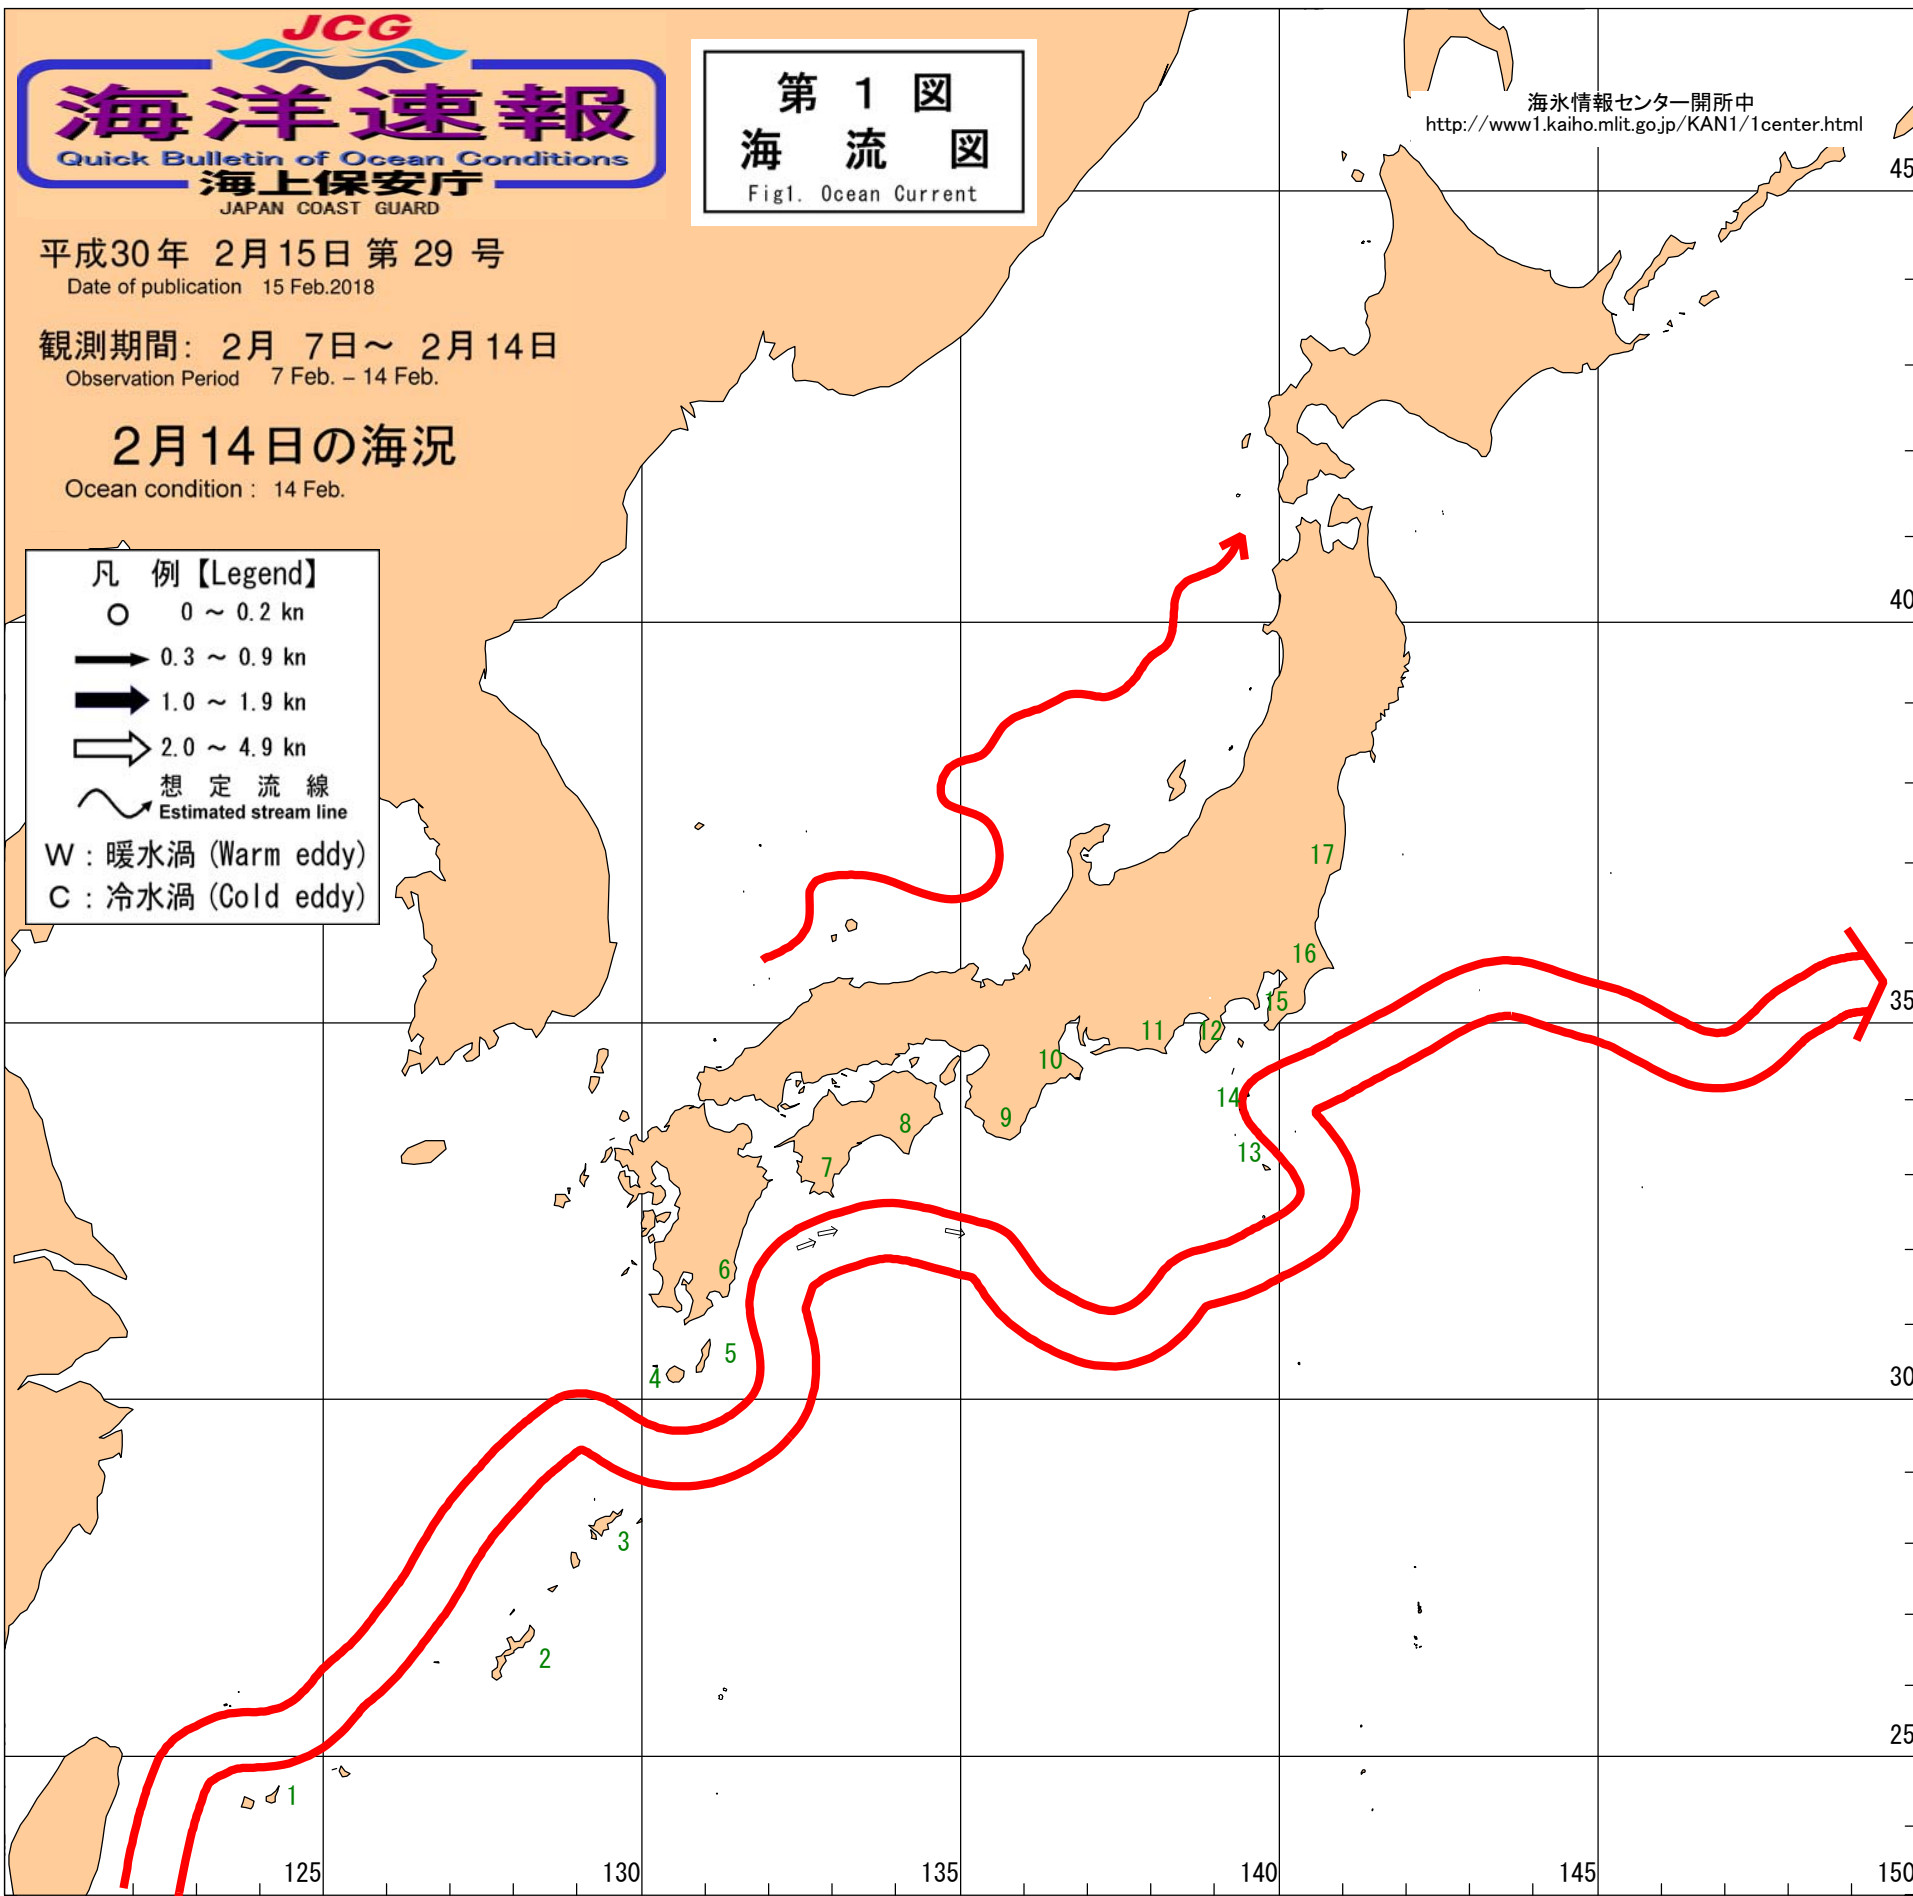 JCG
海洋速報
Quick Bulletin of Ocean Conditions
海上保安庁
JAPAN COAST GUARD
第 1 図
海 流 図
Fig1. Ocean Current
海氷情報センター開所中
http://www1.kaiho.mlit.go.jp/KAN1/1center.html
平成30年 2月15日 第 29 号
Date of publication 15 Feb.2018
観測期間: 2月 7日～ 2月14日
Observation Period 7 Feb. – 14 Feb.
2月14日の海況
Ocean condition : 14 Feb.
凡 例【Legend】
0 ～ 0.2 kn
0.3 ～ 0.9 kn
1.0 ～ 1.9 kn
2.0 ～ 4.9 kn
想 定 流 線
Estimated stream line
W : 暖水渦 (Warm eddy)
C : 冷水渦 (Cold eddy)
45
40
17
16
15
35
11
12
10
14
9
8
13
7
6
5
4
30
3
2
25
1
125
130
135
140
145
150